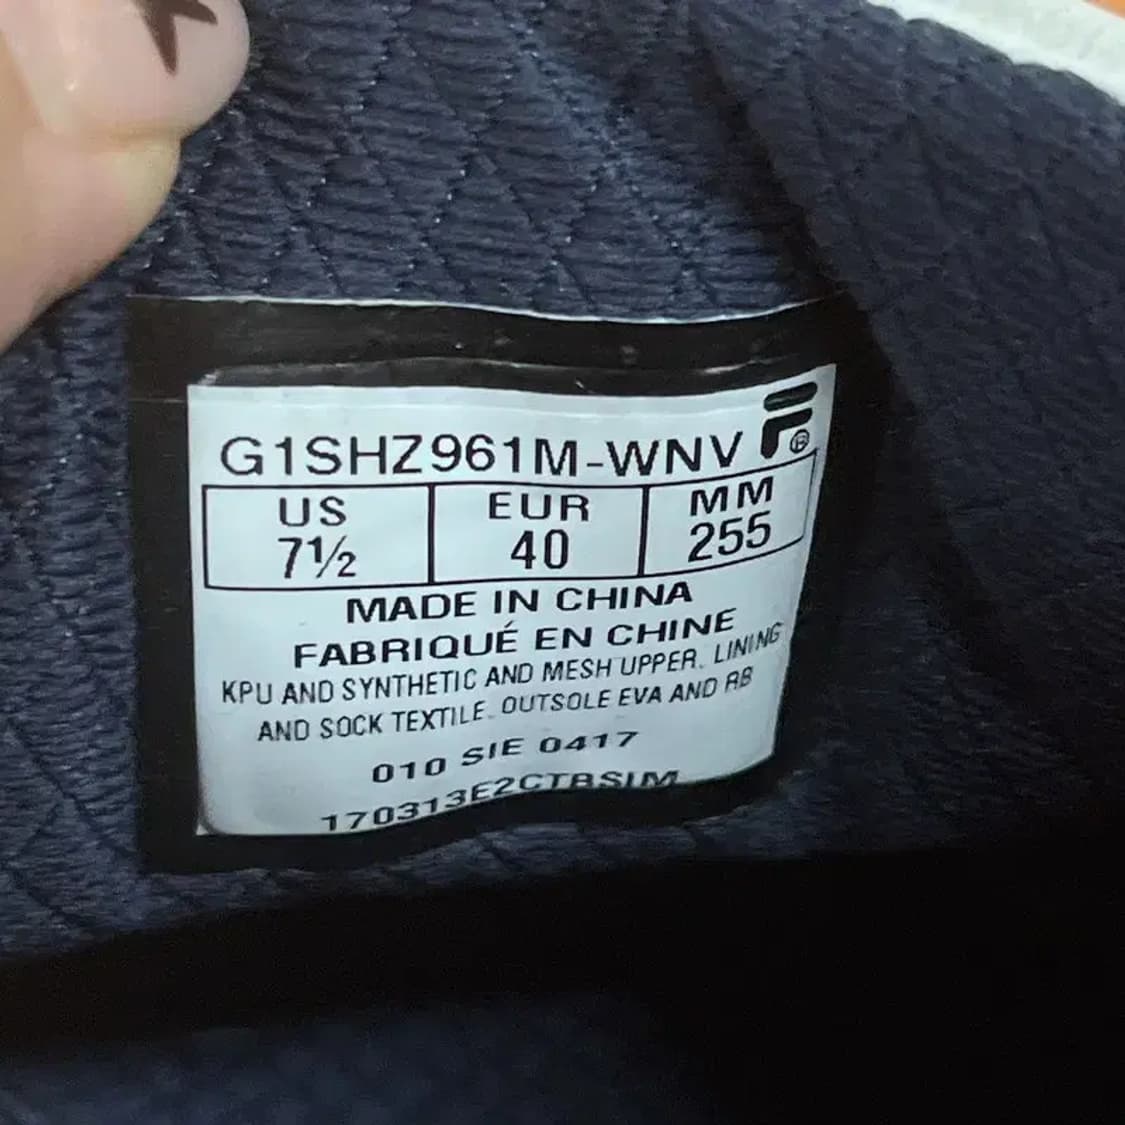 G1SHZ961M-WNV F®
US EUR MM
7½ 40 255
MADE IN CHINA
FABRIQUÉ EN CHINE
KPU AND SYNTHETIC AND MESH UPPER. LINING
AND SOCK TEXTILE. OUTSOLE EVA AND RB
010 SIE 0417
170313E2CTBSIM